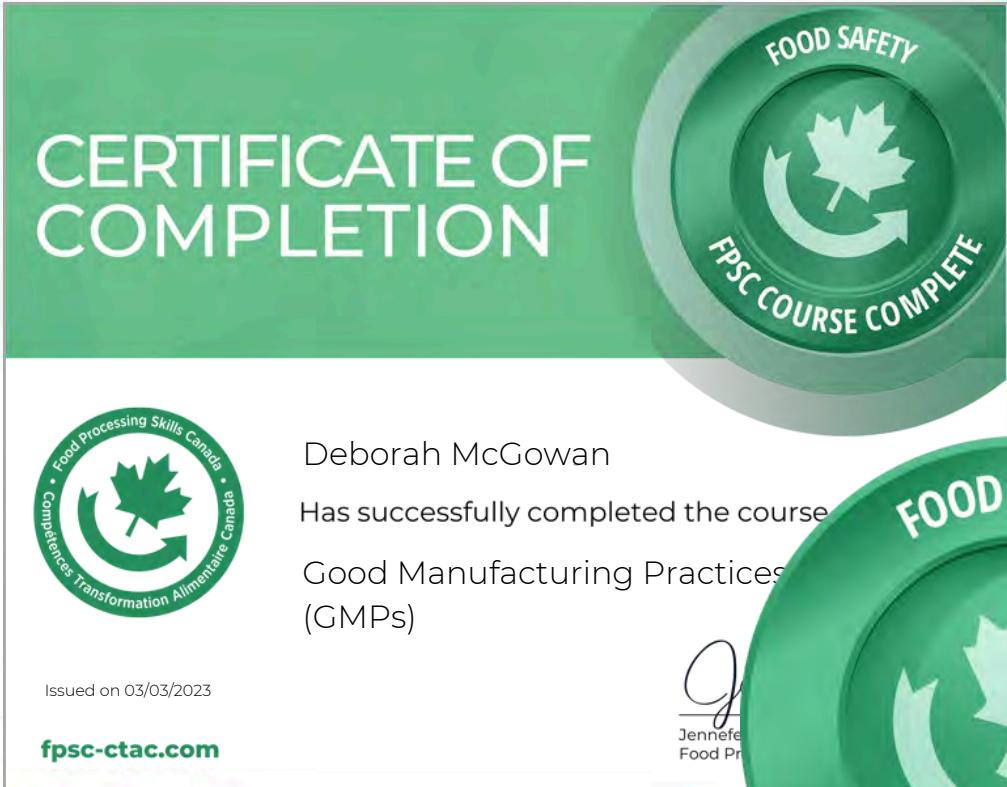 CERTIFICATE OF
COMPLETION
FOOD SAFETY
FPSC COURSE COMPLETE
Food Processing Skills Canada
Compétences Transformation Alimentaire Canada
Deborah McGowan
Has successfully completed the course
Good Manufacturing Practices
(GMPs)
Issued on 03/03/2023
fpsc-ctac.com
Food
FOOD